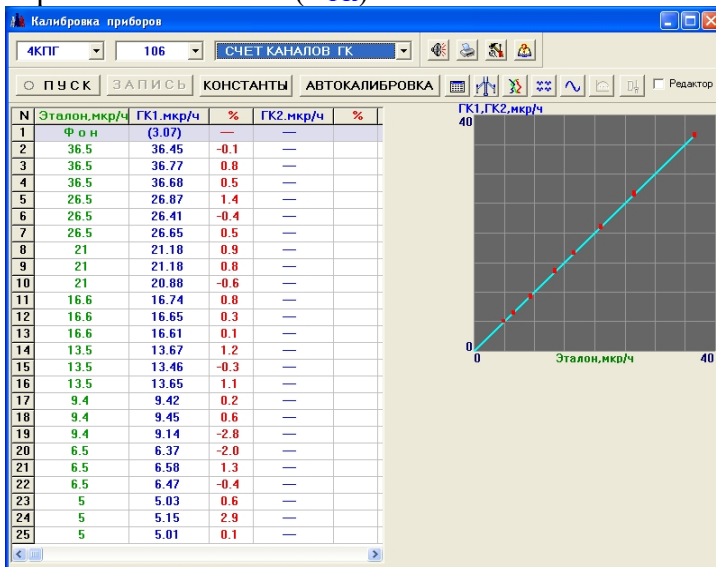 Калибровка приборов
4КПГ 106 СЧЕТ КАНАЛОВ ГК
ПУСК ЗАПИСЬ КОНСТАНТЫ АВТОКАЛИБРОВКА Редактор
N Эталон,мкр/ч ГК1.мкр/ч % ГК2.мкр/ч %
1 Фон (3.07) — —
2 36.5 36.45 -0.1 —
3 36.5 36.77 0.8 —
4 36.5 36.68 0.5 —
5 26.5 26.87 1.4 —
6 26.5 26.41 -0.4 —
7 26.5 26.65 0.5 —
8 21 21.18 0.9 —
9 21 21.18 0.8 —
10 21 20.88 -0.6 —
11 16.6 16.74 0.8 —
12 16.6 16.65 0.3 —
13 16.6 16.61 0.1 —
14 13.5 13.67 1.2 —
15 13.5 13.46 -0.3 —
16 13.5 13.65 1.1 —
17 9.4 9.42 0.2 —
18 9.4 9.45 0.6 —
19 9.4 9.14 -2.8 —
20 6.5 6.37 -2.0 —
21 6.5 6.58 1.3 —
22 6.5 6.47 -0.4 —
23 5 5.03 0.6 —
24 5 5.15 2.9 —
25 5 5.01 0.1 —
ГК1,ГК2,мкр/ч
40
0
0 Эталон,мкр/ч 40